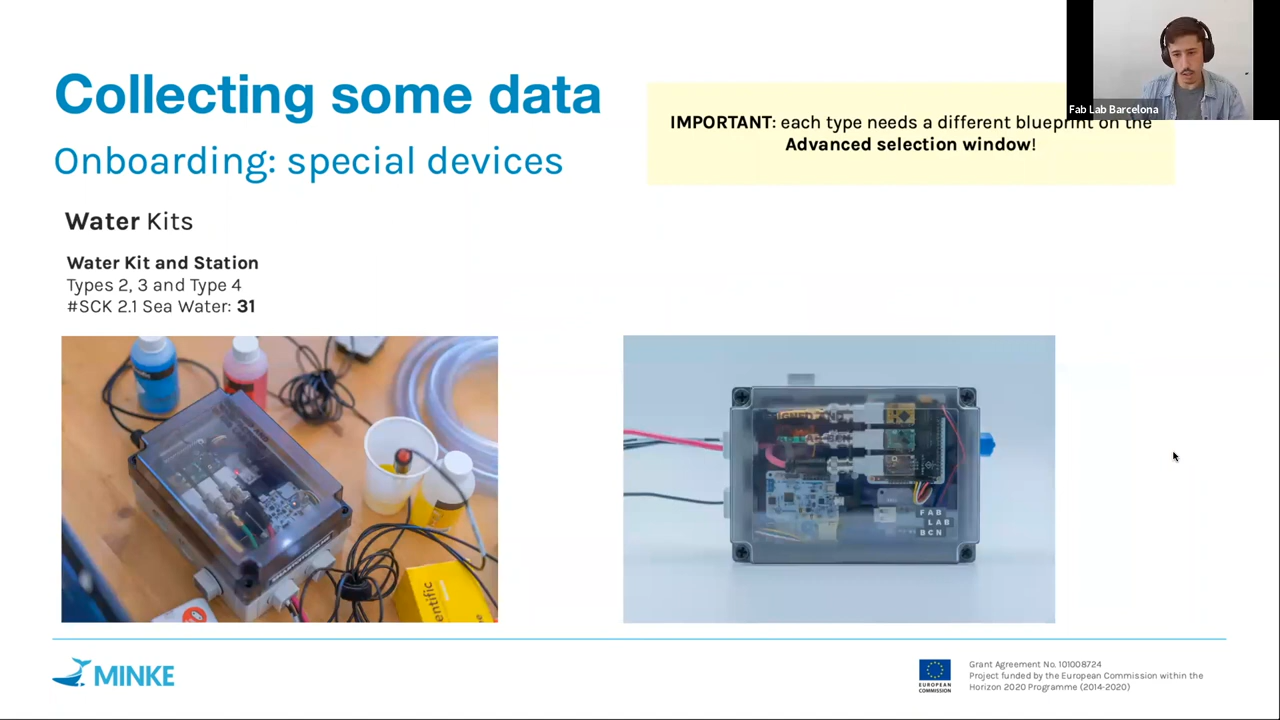 Collecting some data
Onboarding: special devices
Fab Lab Barcelona
IMPORTANT: each type needs a different blueprint on the
Advanced selection window!
Water Kits
Water Kit and Station
Types 2, 3 and Type 4
#SCK 2.1 Sea Water: 31
FAB
LAB
BCN
MINKE
EUROPEAN
COMMISSION
Grant Agreement No. 101008724
Project funded by the European Commission within the
Horizon 2020 Programme (2014-2020)